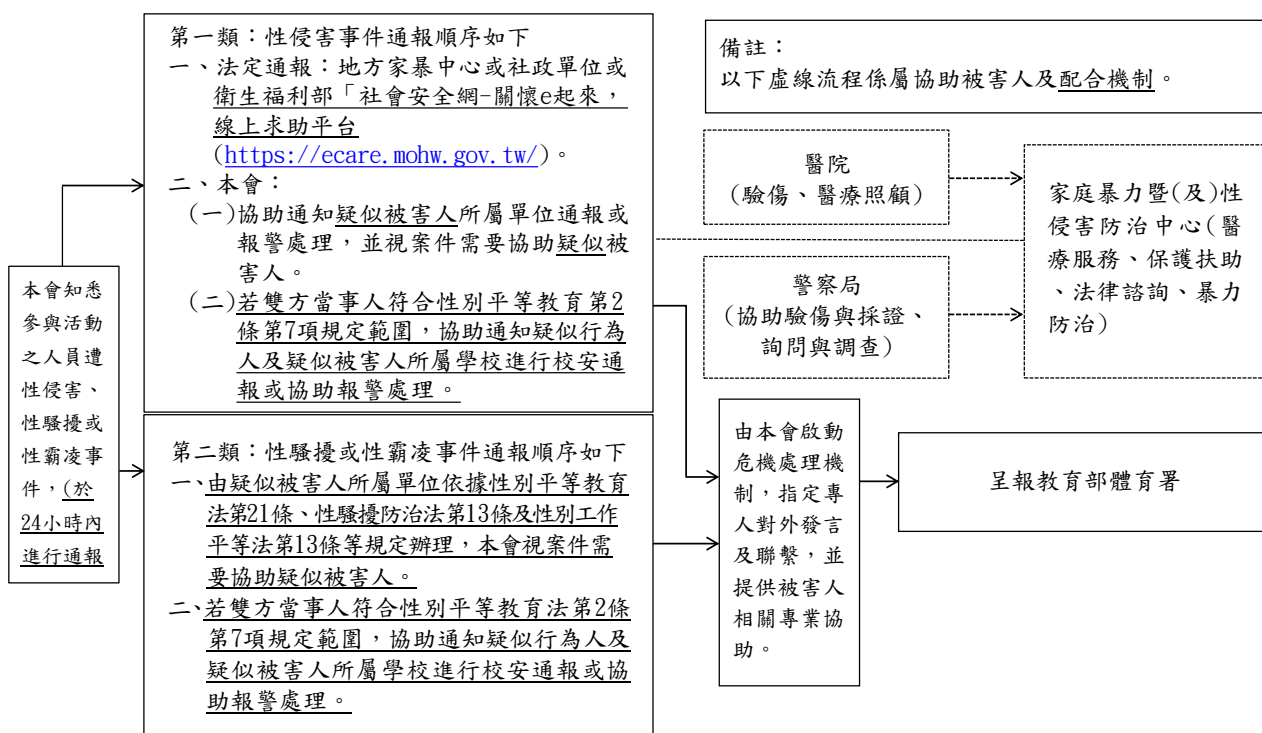 本會知悉
參與活動
之人員遭
性侵害、
性騷擾或
性霸凌事
件，(於
24小時內
進行通報
第一類：性侵害事件通報順序如下
一、法定通報：地方家暴中心或社政單位或
衛生福利部「社會安全網-關懷e起來，
線上求助平台
(https://ecare.mohw.gov.tw/)。
二、本會：
(一)協助通知疑似被害人所屬單位通報或
報警處理，並視案件需要協助疑似被
害人。
(二)若雙方當事人符合性別平等教育第2
條第7項規定範圍，協助通知疑似行為
人及疑似被害人所屬學校進行校安通
報或協助報警處理。
第二類：性騷擾或性霸凌事件通報順序如下
一、由疑似被害人所屬單位依據性別平等教育
法第21條、性騷擾防治法第13條及性別工作
平等法第13條等規定辦理，本會視案件需
要協助疑似被害人。
二、若雙方當事人符合性別平等教育法第2條
第7項規定範圍，協助通知疑似行為人及
疑似被害人所屬學校進行校安通報或協
助報警處理。
備註：
以下虛線流程係屬協助被害人及配合機制。
醫院
(驗傷、醫療照顧)
警察局
(協助驗傷與採證、
詢問與調查)
家庭暴力暨(及)性
侵害防治中心(醫
療服務、保護扶助
、法律諮詢、暴力
防治)
由本會啟動
危機處理機
制，指定專
人對外發言
及聯繫，並
提供被害人
相關專業協
助。
呈報教育部體育署